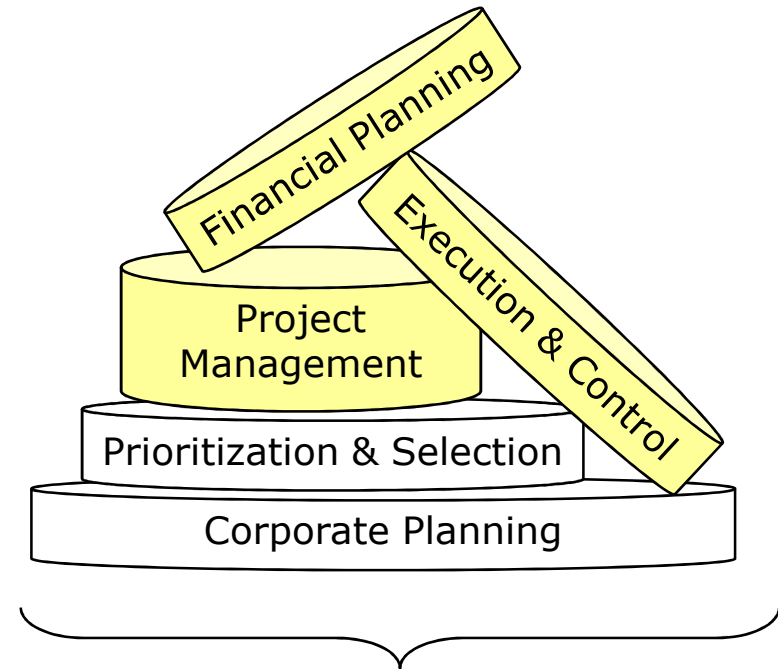 Financial Planning
Execution & Control
Project
Management
Prioritization & Selection
Corporate Planning